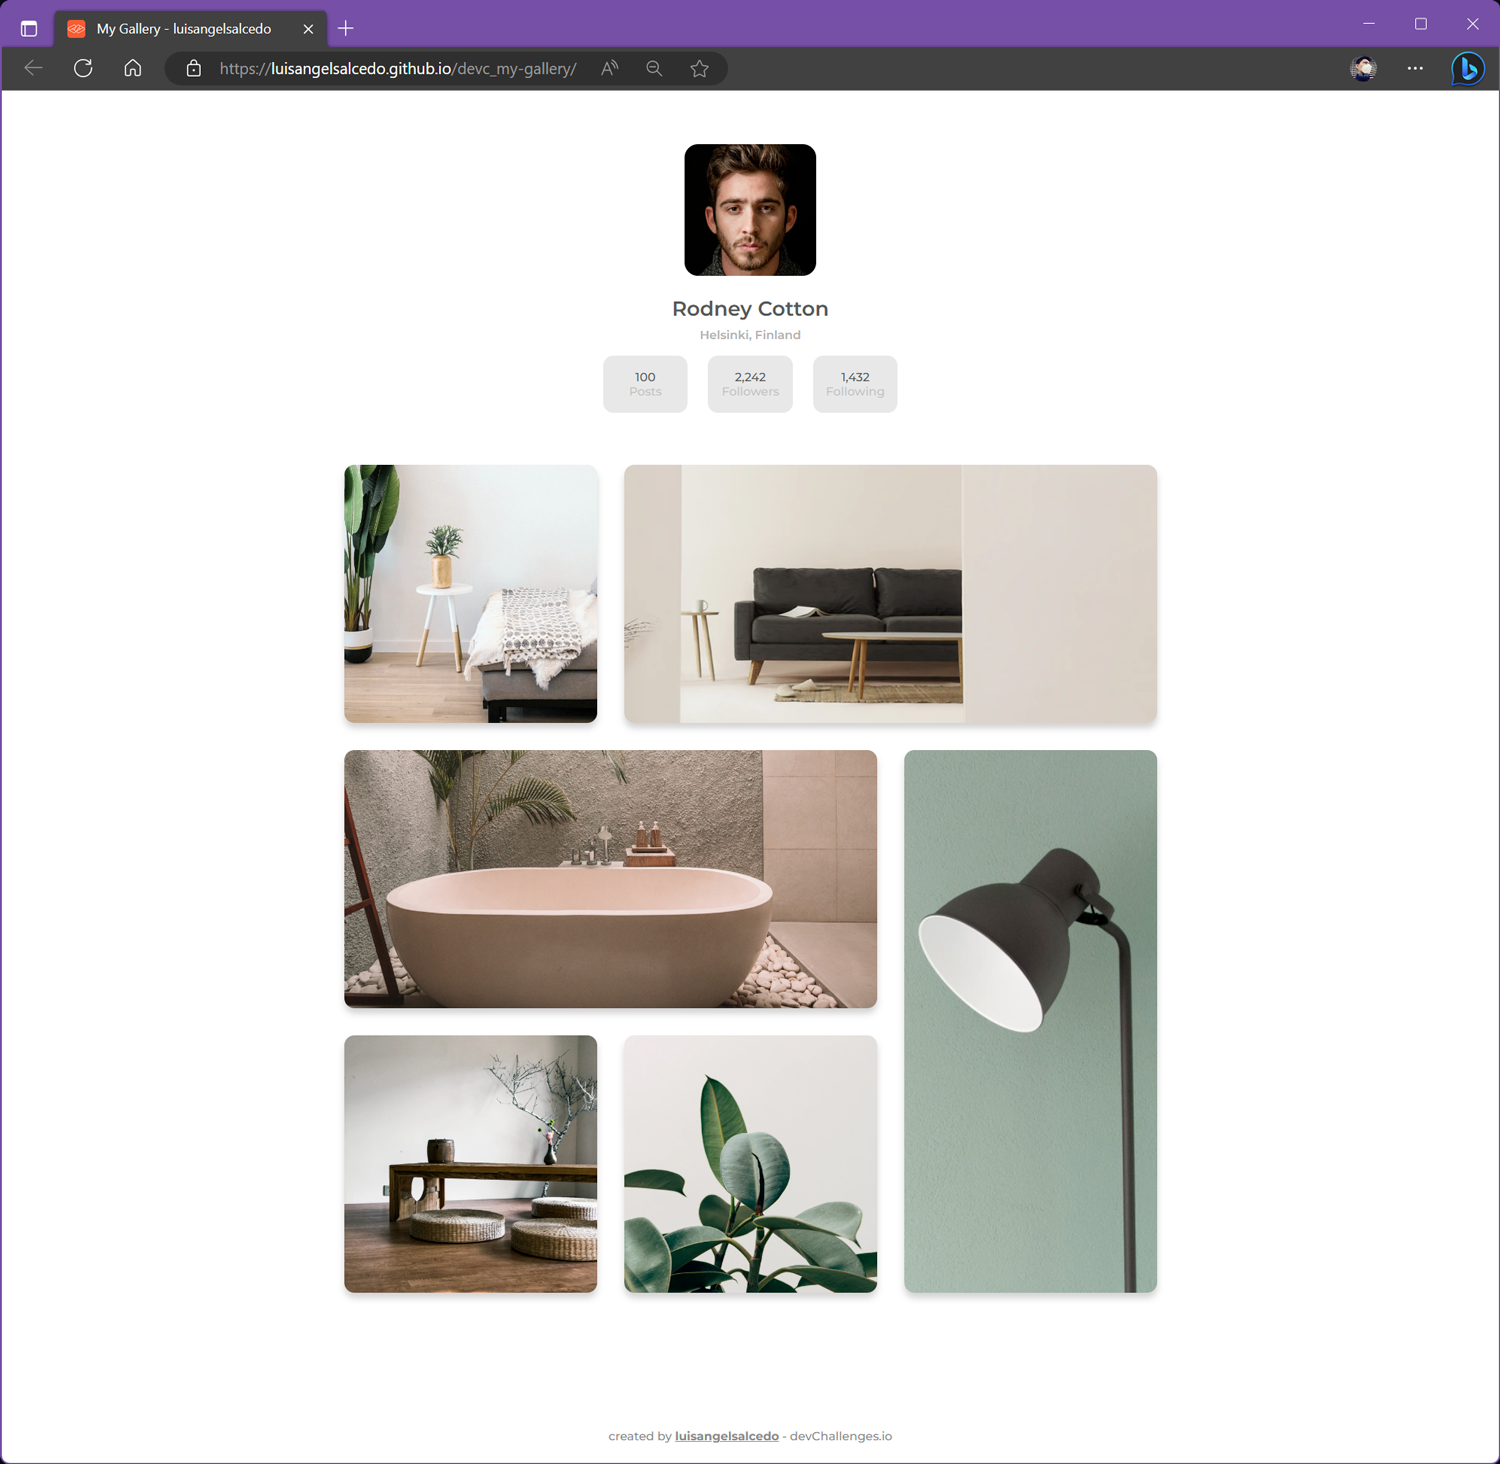 My Gallery - luisangelsalcedo
https://luisangelsalcedo.github.io/devc_my-gallery/
Rodney Cotton
Helsinki, Finland
100 2,242 1,432
Posts Followers Following
created by luisangelsalcedo - devChallenges.io